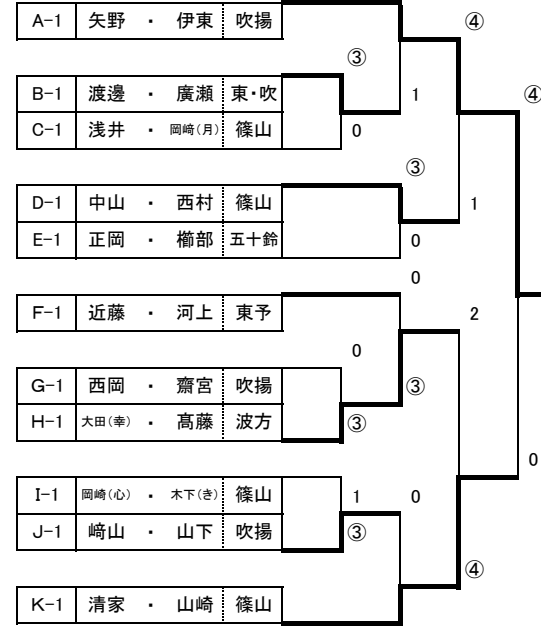 A-1 矢野 ・ 伊東 吹揚
④
③
B-1 渡邊 ・ 廣瀬 東・吹
1
④
C-1 浅井 ・ 岡﨑(月) 篠山
0
③
D-1 中山 ・ 西村 篠山
1
E-1 正岡 ・ 櫛部 五十鈴
0
0
F-1 近藤 ・ 河上 東予
2
0
G-1 西岡 ・ 齋宮 吹揚
③
H-1 大田(幸) ・ 髙藤 波方
③
0
I-1 岡崎(心) ・ 木下(き) 篠山
1
0
J-1 﨑山 ・ 山下 吹揚
③
④
K-1 清家 ・ 山崎 篠山